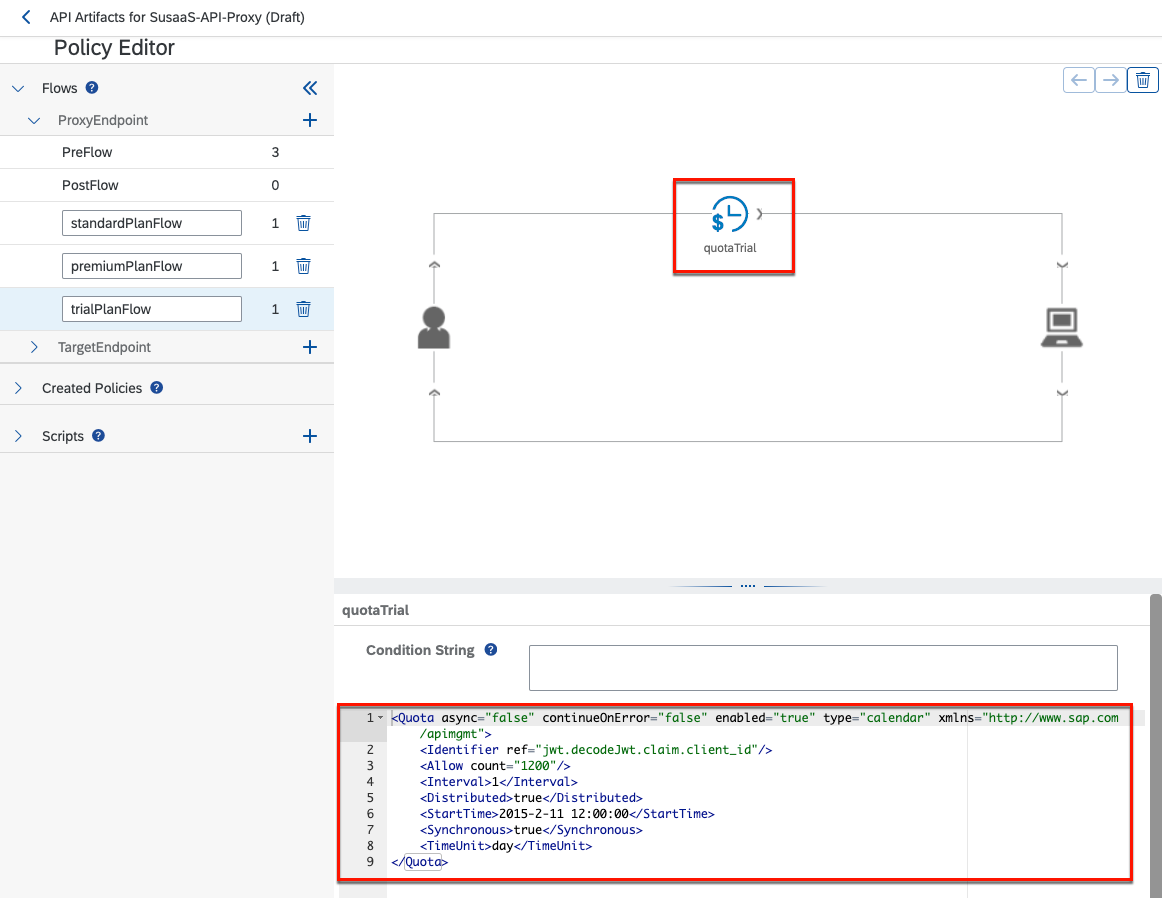 API Artifacts for SusaaS-API-Proxy (Draft)
Policy Editor
Flows ?
ProxyEndpoint
PreFlow 3
PostFlow 0
standardPlanFlow 1
premiumPlanFlow 1
trialPlanFlow 1
TargetEndpoint
Created Policies ?
Scripts ?
$
quotaTrial
quotaTrial
Condition String ?
1 <Quota async="false" continueOnError="false" enabled="true" type="calendar" xmlns="http://www.sap.com
/apimgmt">
2 <Identifier ref="jwt.decodeJwt.claim.client_id"/>
3 <Allow count="1200"/>
4 <Interval>1</Interval>
5 <Distributed>true</Distributed>
6 <StartTime>2015-2-11 12:00:00</StartTime>
7 <Synchronous>true</Synchronous>
8 <TimeUnit>day</TimeUnit>
9 </Quota>